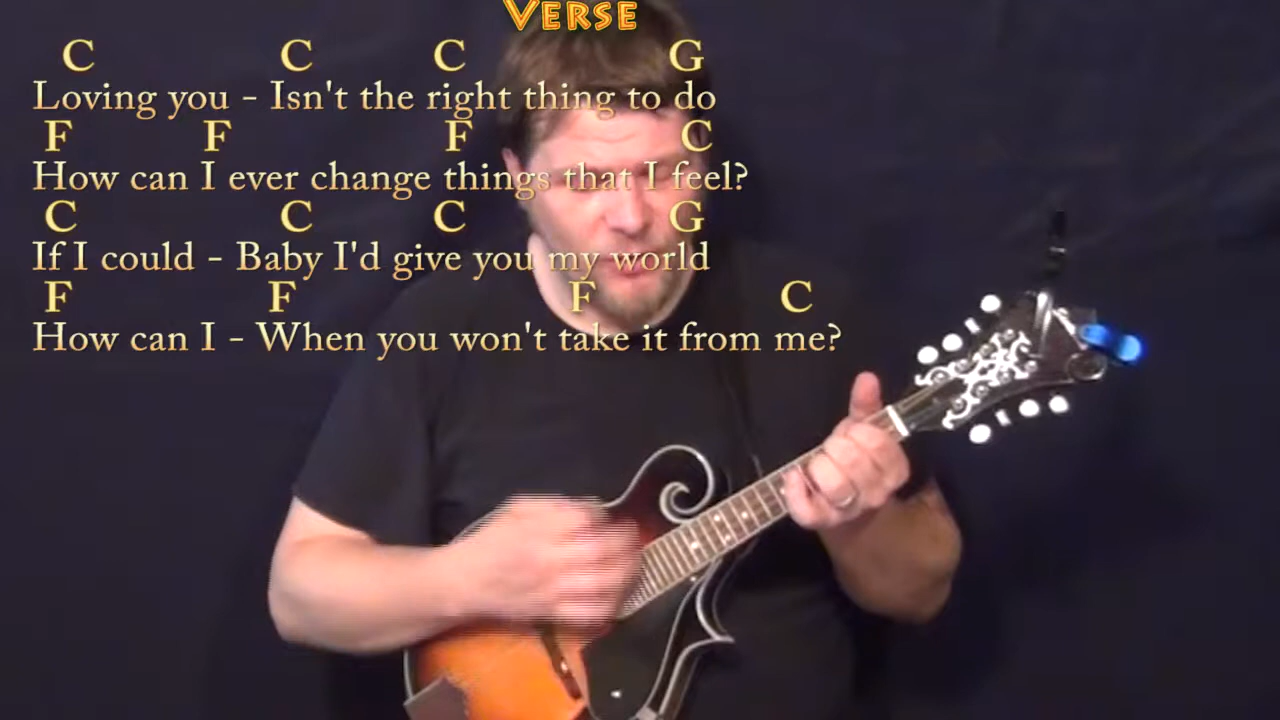 VERSE
C C C G
Loving you - Isn't the right thing to do
F F F C
How can I ever change things that I feel?
C C C G
If I could - Baby I'd give you my world
F F F C
How can I - When you won't take it from me?